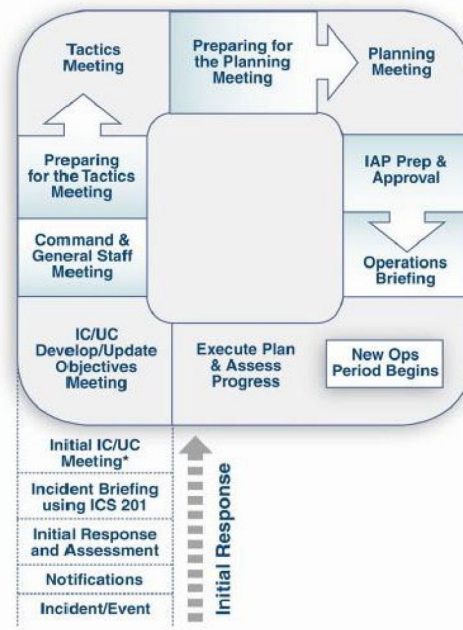 Tactics
Meeting
Preparing for
the Planning
Meeting
Planning
Meeting
Preparing
for the Tactics
Meeting
IAP Prep &
Approval
Command &
General Staff
Meeting
Operations
Briefing
IC/UC
Develop/Update
Objectives
Meeting
Execute Plan
& Assess
Progress
New Ops
Period Begins
Initial IC/UC
Meeting*
Incident Briefing
using ICS 201
Initial Response
and Assessment
Notifications
Incident/Event
Initial Response